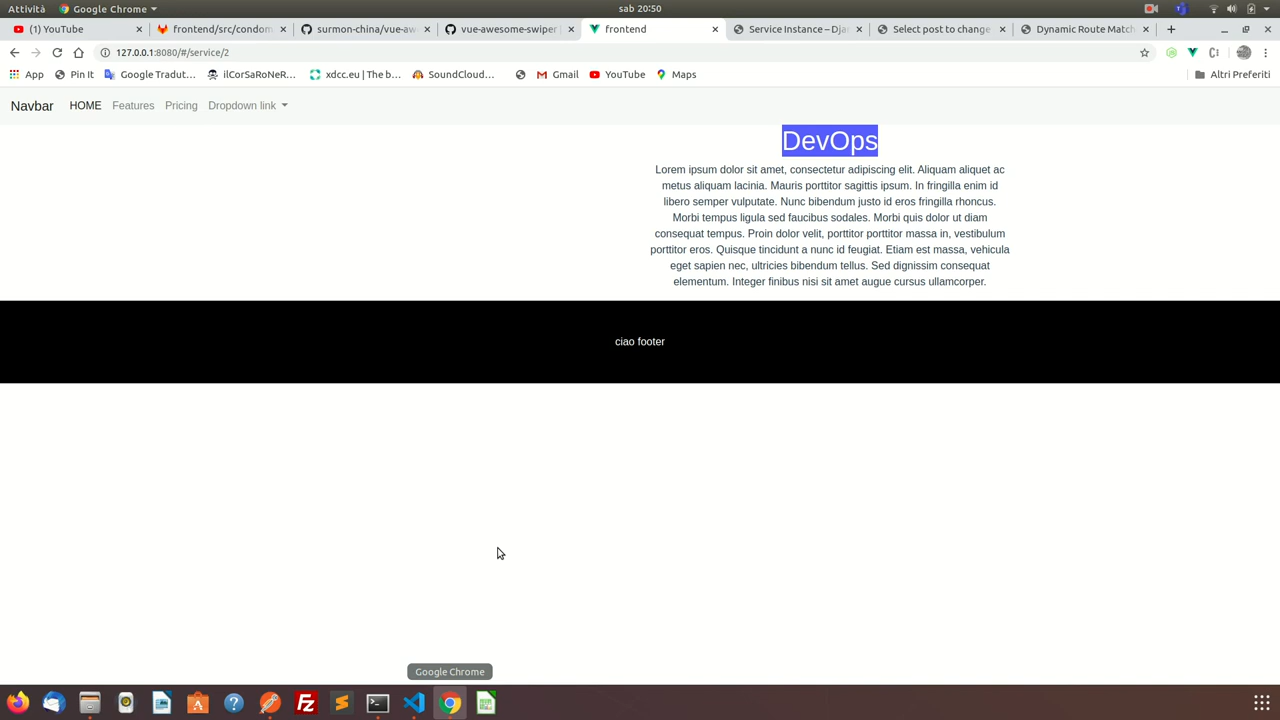 Attività
Google Chrome
sab 20:50
(1) YouTube
frontend/src/condom
surmon-china/vue-aw
vue-awesome-swiper |
frontend
Service Instance – Dja
Select post to change
Dynamic Route Match
127.0.0.1:8080/#/service/2
App
Pin It
Google Tradut...
ilCorSaRoNeR...
xdcc.eu | The b...
SoundCloud...
Gmail
YouTube
Maps
Altri Preferiti
Navbar
HOME
Features
Pricing
Dropdown link
DevOps
Lorem ipsum dolor sit amet, consectetur adipiscing elit. Aliquam aliquet ac
metus aliquam lacinia. Mauris porttitor sagittis ipsum. In fringilla enim id
libero semper vulputate. Nunc bibendum justo id eros fringilla rhoncus.
Morbi tempus ligula sed faucibus sodales. Morbi quis dolor ut diam
consequat tempus. Proin dolor velit, porttitor porttitor massa in, vestibulum
porttitor eros. Quisque tincidunt a nunc id feugiat. Etiam est massa, vehicula
eget sapien nec, ultricies bibendum tellus. Sed dignissim consequat
elementum. Integer finibus nisi sit amet augue cursus ullamcorper.
ciao footer
Google Chrome